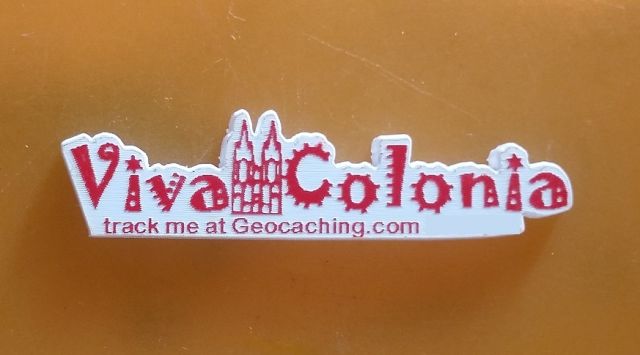 Viva Colonia
track me at Geocaching.com